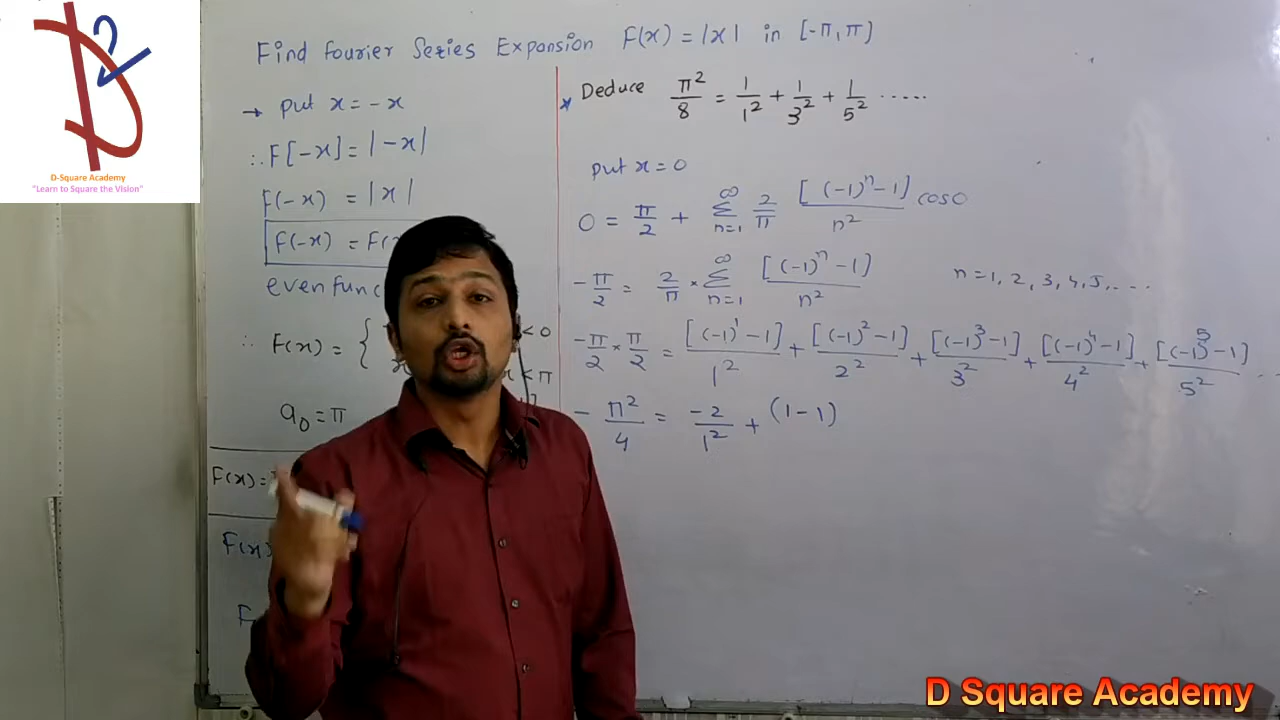 D-Square Academy
"Learn to Square the Vision"
Find Fourier Series Expansion F(x) = |x| in [-π, π]
→ put x = -x
∴ F[-x] = |-x|
F(-x) = |x|
F(-x) = F(
even func
∴ F(x) = {
< 0
< π
a₀ = π
F(x) =
F(x)
F
* Deduce π²/8 = 1/1² + 1/3² + 1/5² .....
put x = 0
0 = π/2 + Σ_{n=1}^{∞} 2/π [(-1)ⁿ - 1]/n² cos0
-π/2 = 2/π × Σ_{n=1}^{∞} [(-1)ⁿ - 1]/n² n = 1, 2, 3, 4, 5, ....
-π/2 × π/2 = [(-1)¹ - 1]/1² + [(-1)² - 1]/2² + [(-1)³ - 1]/3² + [(-1)⁴ - 1]/4² + [(-1)⁵ - 1]/5² ...
- π²/4 = -2/1² + (1 - 1)
D Square Academy